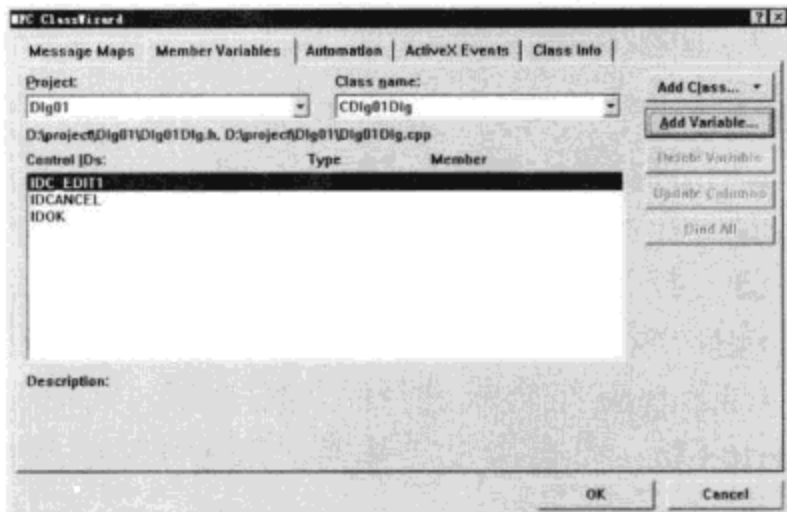 MFC ClassWizard
Message Maps Member Variables Automation ActiveX Events Class Info
Project: Class name:
Dlg01 CDlg01Dlg
Add Class...
D:\project\Dlg01\Dlg01Dlg.h, D:\project\Dlg01\Dlg01Dlg.cpp
Add Variable...
Control IDs: Type Member
Delete Variable
IDC_EDIT1
IDCANCEL
Update Columns
IDOK
Bind All
Description:
OK Cancel